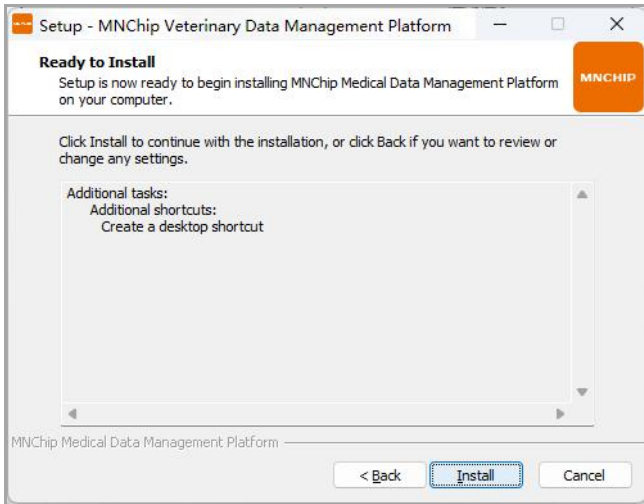 Setup - MNChip Veterinary Data Management Platform
Ready to Install
Setup is now ready to begin installing MNChip Medical Data Management Platform
on your computer.
MNCHIP
Click Install to continue with the installation, or click Back if you want to review or
change any settings.
Additional tasks:
Additional shortcuts:
Create a desktop shortcut
MNChip Medical Data Management Platform
< Back
Install
Cancel